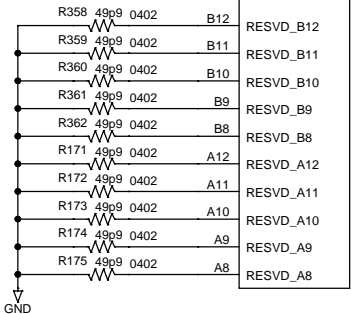 R358 49p9 0402 B12 RESVD_B12
R359 49p9 0402 B11 RESVD_B11
R360 49p9 0402 B10 RESVD_B10
R361 49p9 0402 B9 RESVD_B9
R362 49p9 0402 B8 RESVD_B8
R171 49p9 0402 A12 RESVD_A12
R172 49p9 0402 A11 RESVD_A11
R173 49p9 0402 A10 RESVD_A10
R174 49p9 0402 A9 RESVD_A9
R175 49p9 0402 A8 RESVD_A8
GND